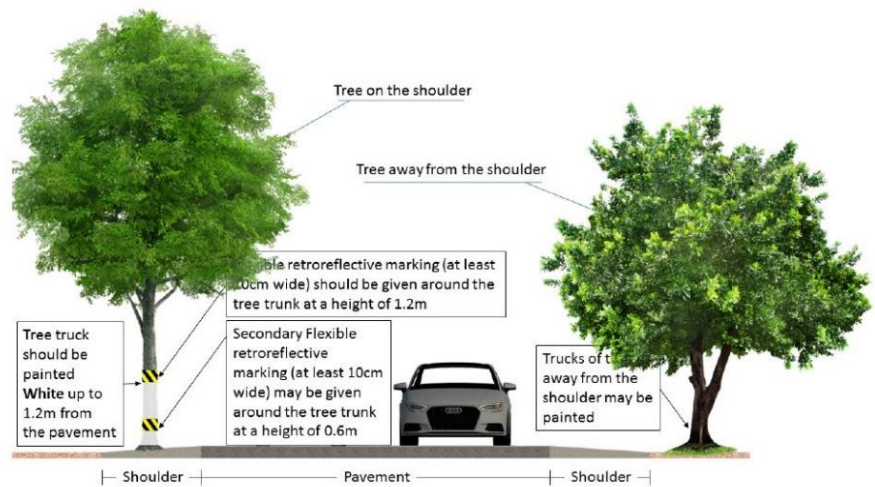 Tree on the shoulder
Tree away from the shoulder
retroreflective marking (at least
10cm wide) should be given around the
tree trunk at a height of 1.2m
Tree truck
should be
painted
White up to
1.2m from
the pavement
Secondary Flexible
retroreflective
marking (at least 10cm
wide) may be given
around the tree trunk
at a height of 0.6m
Trucks of
away from the
shoulder may be
painted
Shoulder
Pavement
Shoulder